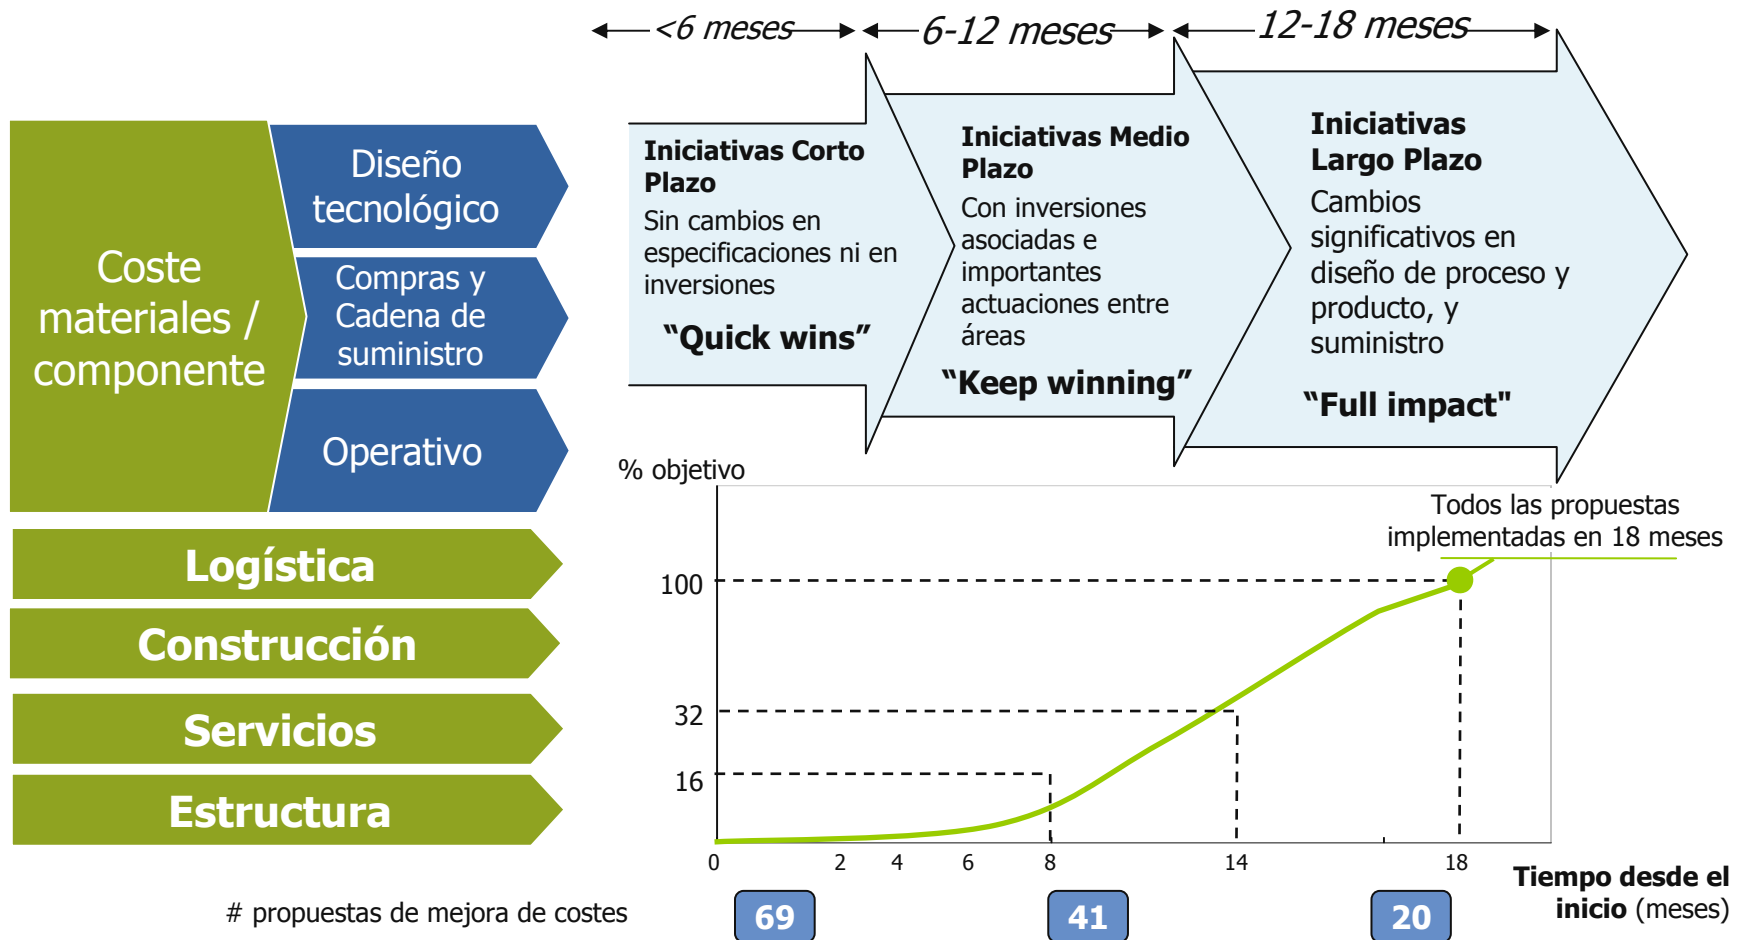 <6 meses
6-12 meses
12-18 meses
Coste
materiales /
componente
Diseño
tecnológico
Compras y
Cadena de
suministro
Operativo
Iniciativas Corto
Plazo
Sin cambios en
especificaciones ni en
inversiones
“Quick wins”
Iniciativas Medio
Plazo
Con inversiones
asociadas e
importantes
actuaciones entre
áreas
“Keep winning”
Iniciativas
Largo Plazo
Cambios
significativos en
diseño de proceso y
producto, y
suministro
“Full impact"
Logística
Construcción
Servicios
Estructura
% objetivo
Todos las propuestas
implementadas en 18 meses
100
32
16
0 2 4 6 8 14 18
Tiempo desde el
inicio (meses)
# propuestas de mejora de costes
69 41 20